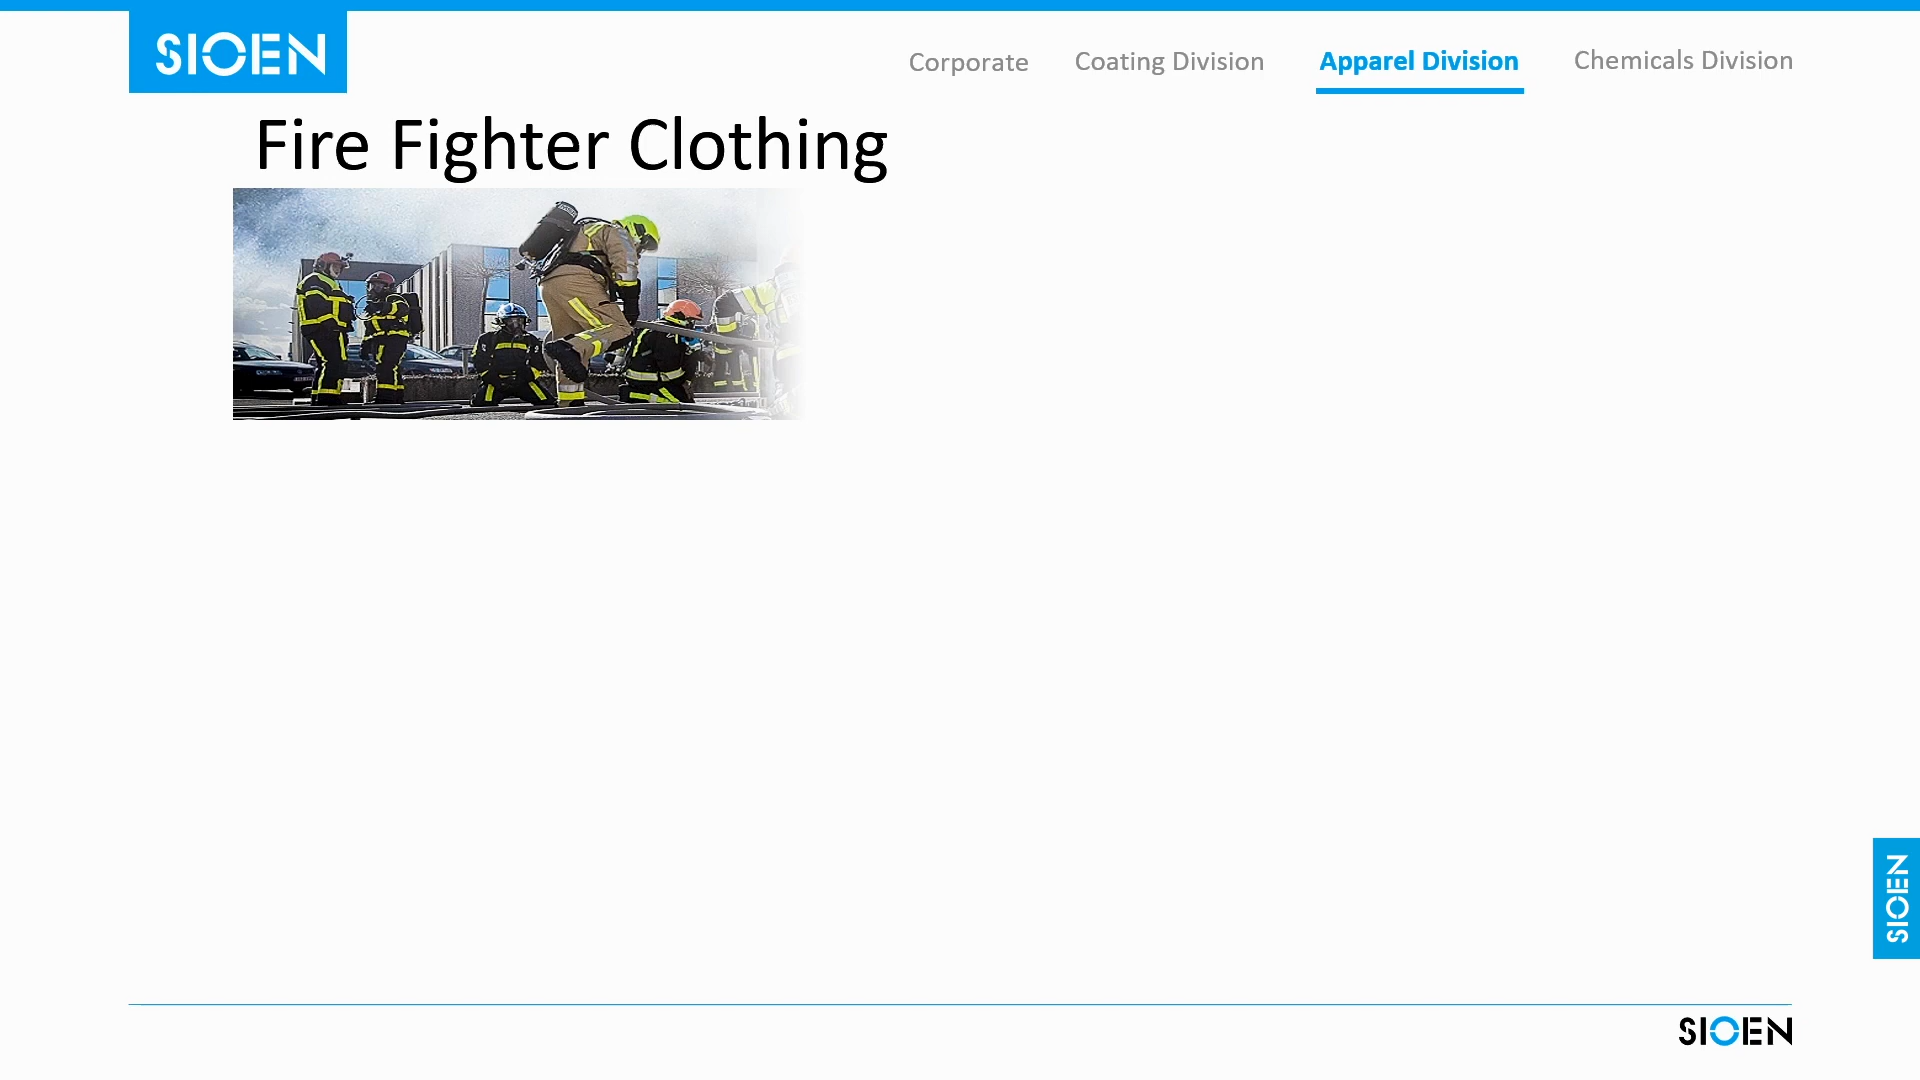 SIOEN
Corporate
Coating Division
Apparel Division
Chemicals Division
Fire Fighter Clothing
SIOEN
SIOEN